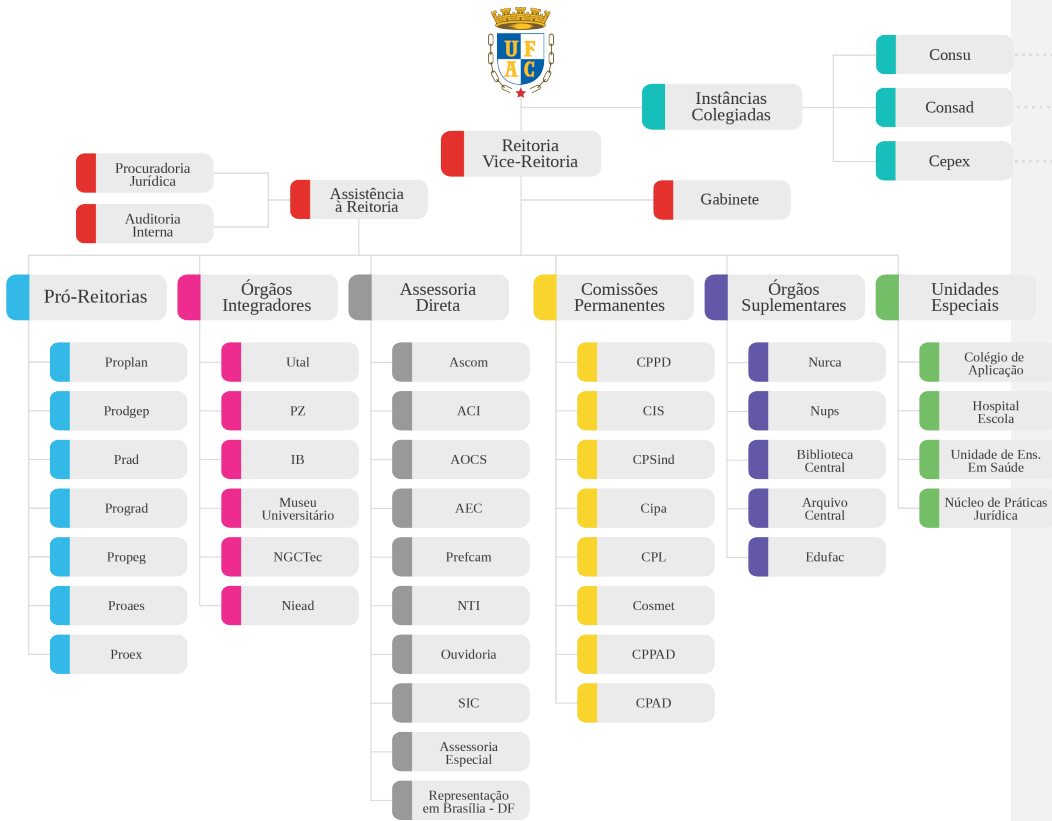 UF
AC
Consu
Instâncias
Colegiadas
Consad
Reitoria
Vice-Reitoria
Cepex
Procuradoria
Jurídica
Assistência
à Reitoria
Gabinete
Auditoria
Interna
Pró-Reitorias
Órgãos
Integradores
Assessoria
Direta
Comissões
Permanentes
Órgãos
Suplementares
Unidades
Especiais
Proplan
Prodgep
Prad
Prograd
Propeg
Proaes
Proex
Utal
PZ
IB
Museu
Universitário
NGCTec
Niead
Ascom
ACI
AOCS
AEC
Prefcam
NTI
Ouvidoria
SIC
Assessoria
Especial
Representação
em Brasília - DF
CPPD
CIS
CPSind
Cipa
CPL
Cosmet
CPPAD
CPAD
Nurca
Nups
Biblioteca
Central
Arquivo
Central
Edufac
Colégio de
Aplicação
Hospital
Escola
Unidade de Ens.
Em Saúde
Núcleo de Práticas
Jurídica